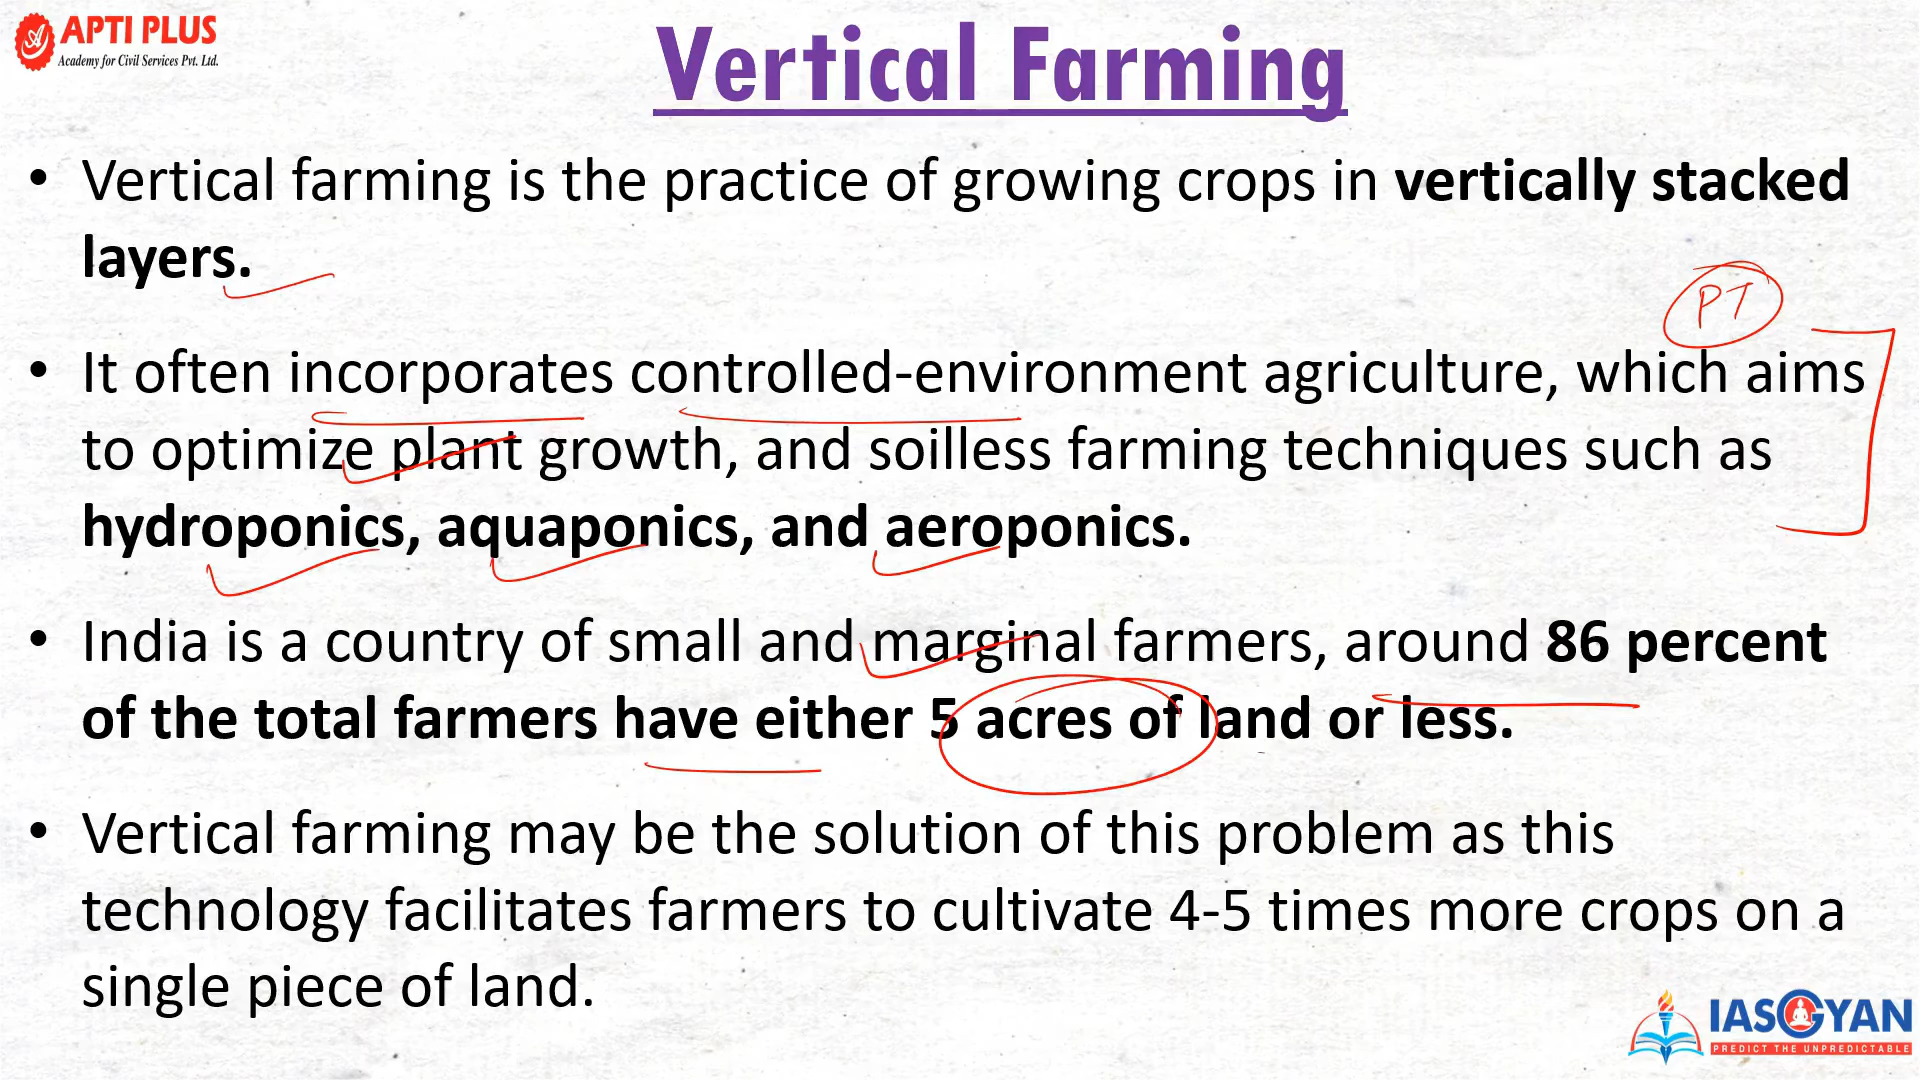 APTI PLUS
Academy for Civil Services Pvt. Ltd.
Vertical Farming
• Vertical farming is the practice of growing crops in vertically stacked
layers.
PT
• It often incorporates controlled-environment agriculture, which aims
to optimize plant growth, and soilless farming techniques such as
hydroponics, aquaponics, and aeroponics.
• India is a country of small and marginal farmers, around 86 percent
of the total farmers have either 5 acres of land or less.
• Vertical farming may be the solution of this problem as this
technology facilitates farmers to cultivate 4-5 times more crops on a
single piece of land.
IASGYAN
PREDICT THE UNPREDICTABLE